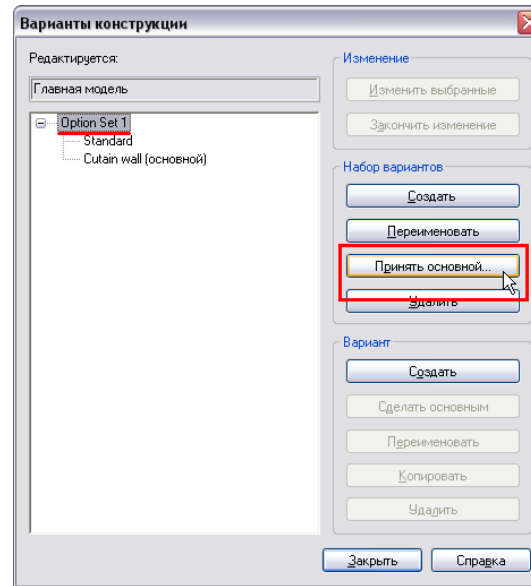 Варианты конструкции
Редактируется:
Главная модель
Option Set 1
Standard
Cutain wall (основной)
Изменение
Изменить выбранные
Закончить изменение
Набор вариантов
Создать
Переименовать
Принять основной...
Удалить
Вариант
Создать
Сделать основным
Переименовать
Копировать
Удалить
Закрыть
Справка